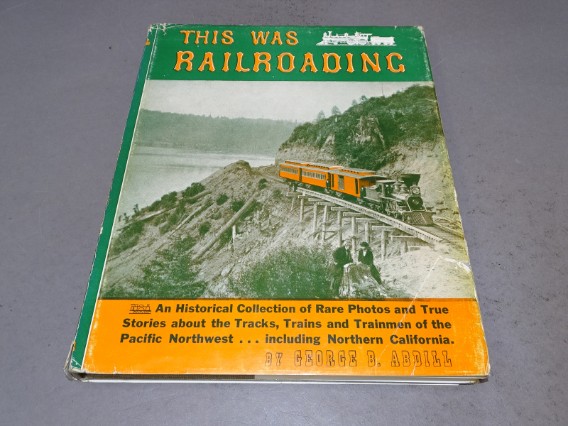 THIS WAS
RAILROADING
An Historical Collection of Rare Photos and True
Stories about the Tracks, Trains and Trainmen of the
Pacific Northwest . . . including Northern California.
BY GEORGE B. ABDILL